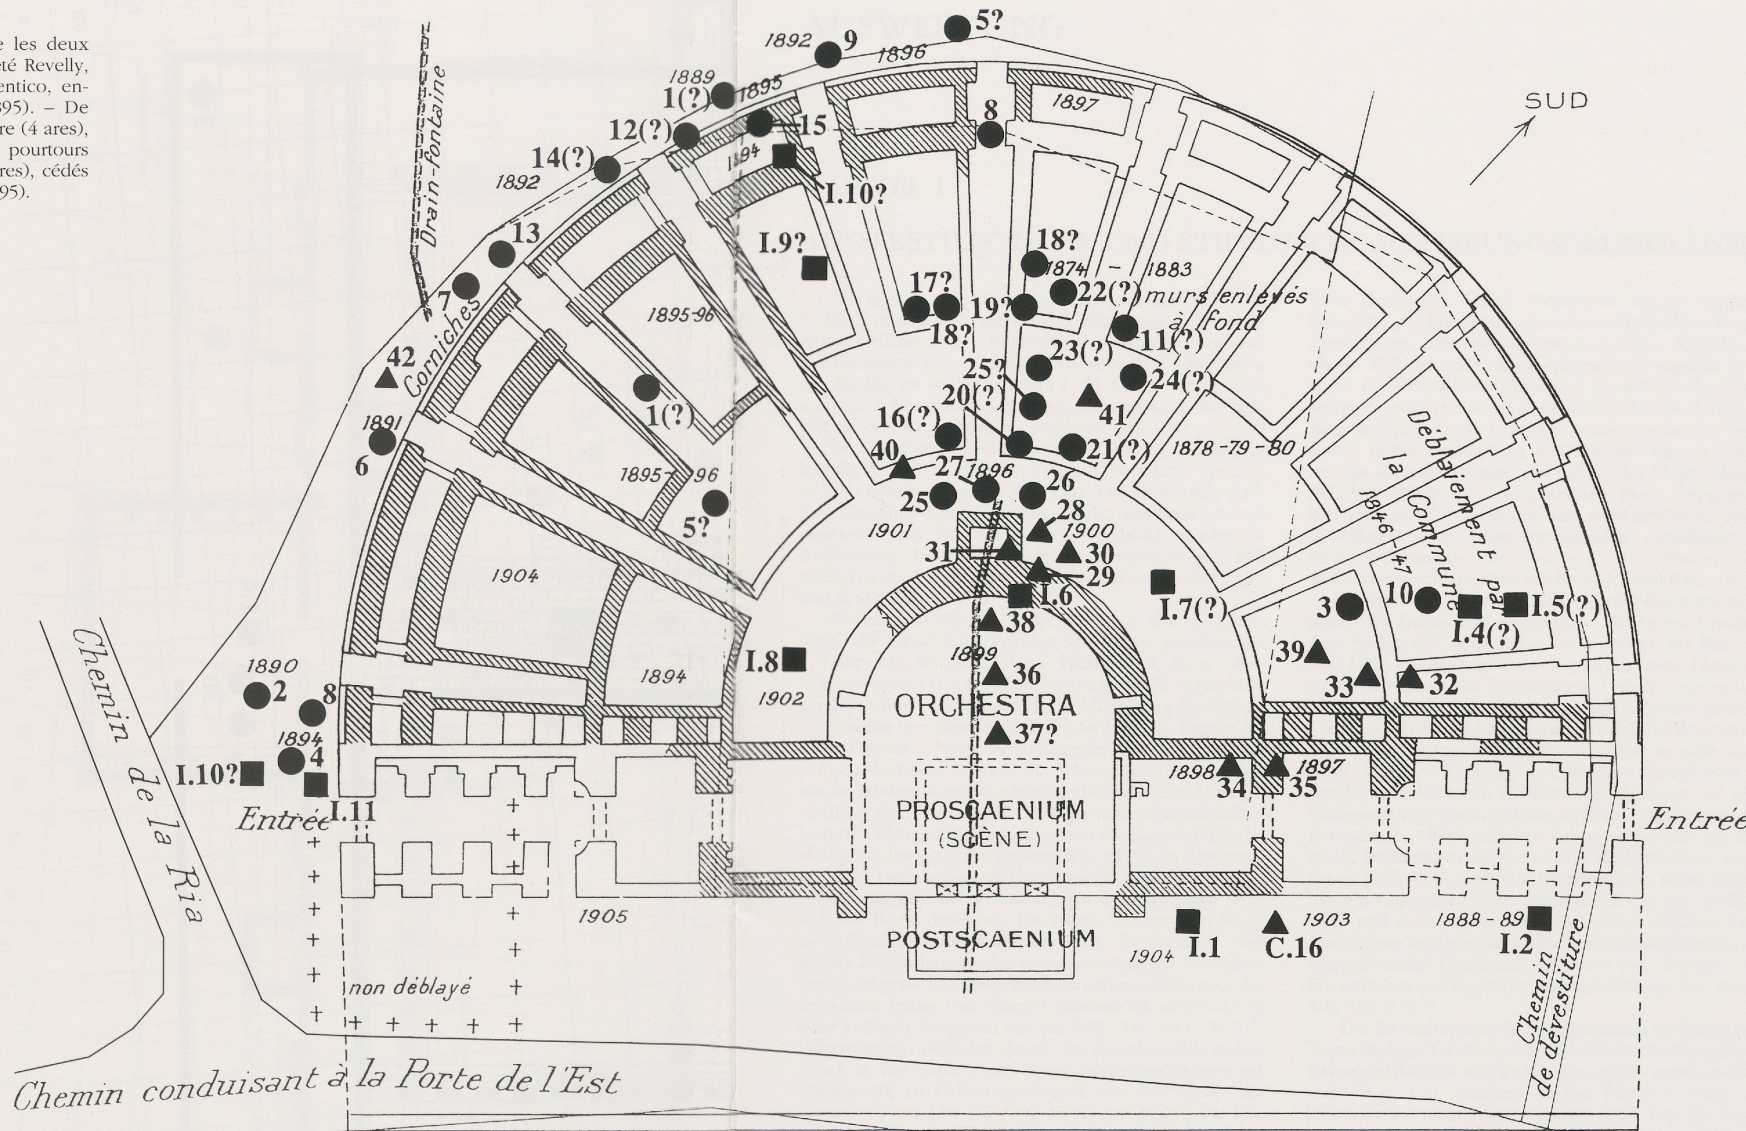 e les deux
été Revelly,
entico, en-
895). – De
re (4 ares),
pourtours
res), cédés
95).
5?
1892
9
1896
SUD
1889
1(?)
1895
1897
8
12(?)
15
1894
14(?)
1892
I.10?
Drain-fontaine
13
I.9?
18?
1874 - 1883
17?
22(?)
murs enlevés
à fond
7
19?
18?
11(?)
1895-96
23(?)
42
Corniches
25?
24(?)
20(?)
41
1(?)
16(?)
21(?)
1891
6
40
27
1896
1878-79-80
Déblaiement par
la Commune
1846-47
1895-96
26
25
5?
28
1901
1900
31
30
29
1904
I.6
I.7(?)
3
10
I.5(?)
I.4(?)
38
39
1899
I.8
36
33
32
1890
2
8
1894
1902
ORCHESTRA
37?
1894
4
I.10?
1898
34
1897
35
Entrée
I.11
PROSCAENIUM
(SCÈNE)
Entrée
Chemin
de la Ria
1905
I.1
C.16
1903
1888-89
I.2
POSTSCAENIUM
1904
non déblayé
Chemin
de dévestiture
Chemin conduisant à la Porte de l'Est